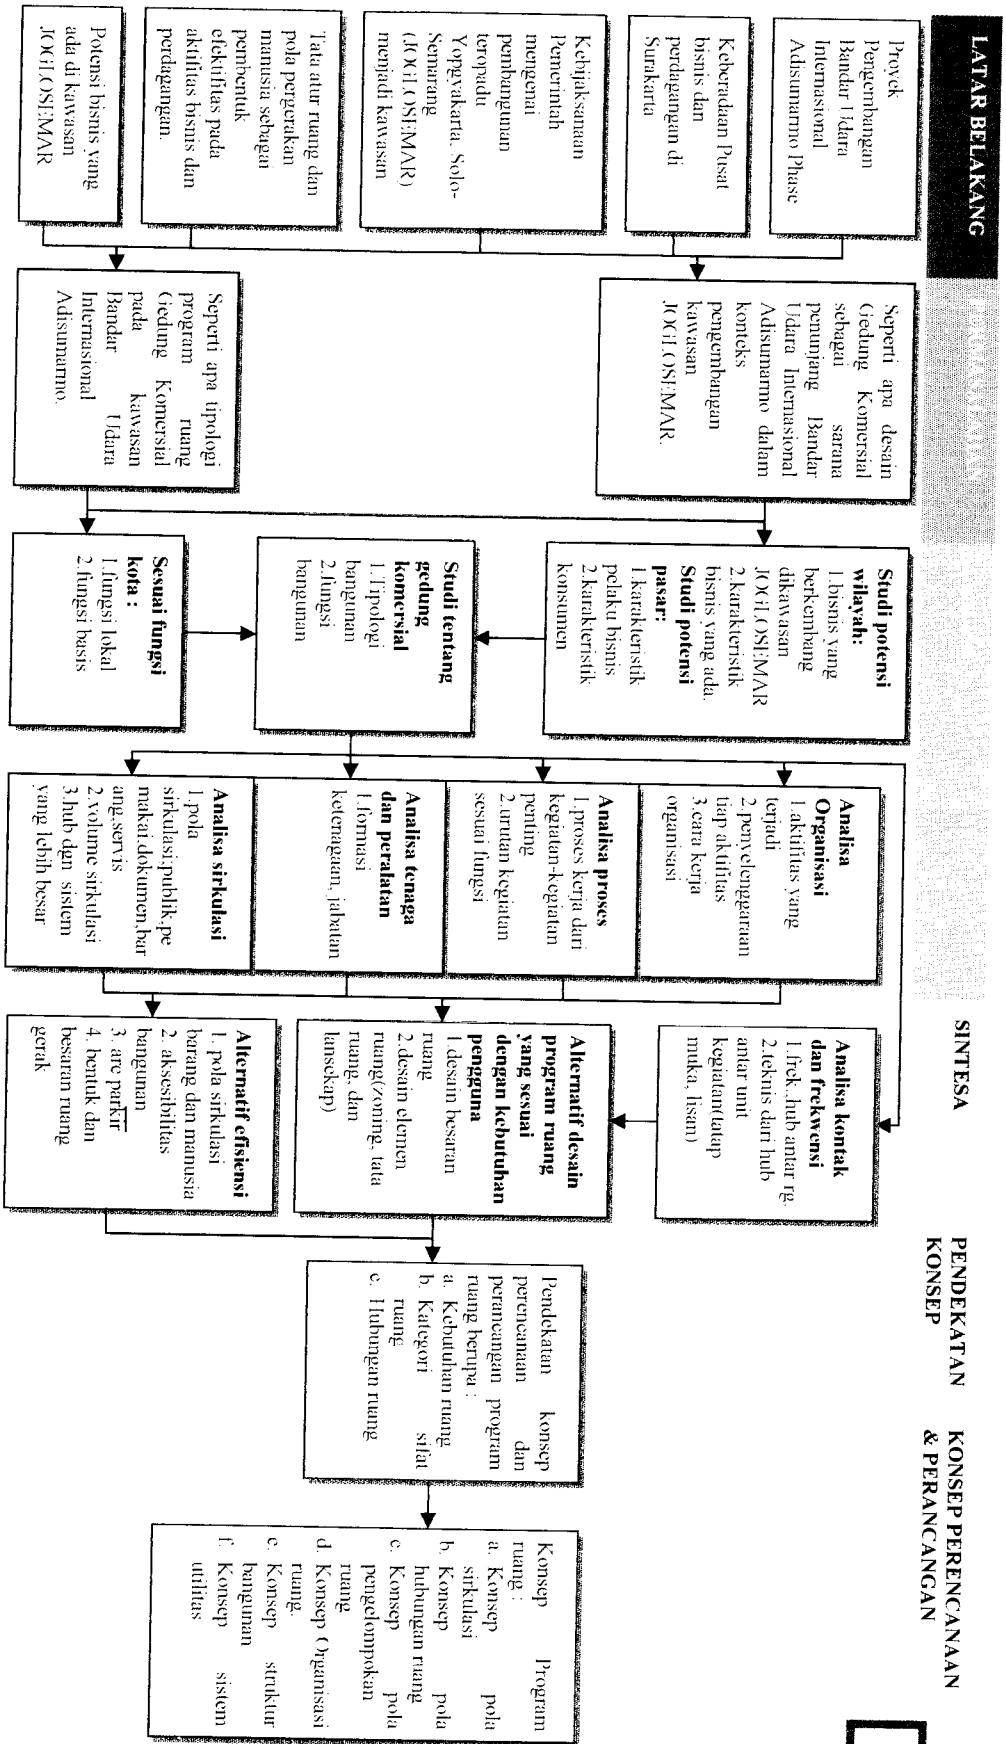 LATAR BELAKANG
PERMASALAHAN
SINTESA
PENDEKATAN
KONSEP
KONSEP PERENCANAAN
& PERANCANGAN
Proyek
Pengembangan
Bandar Udara
Internasional
Adisumarmo Phase
Keberadaan Pusat
bisnis dan
perdagangan di
Surakarta
Kebijaksanaan
Pemerintah
mengenai
pembangunan
teropadu
Yopgyakarta. Solo-
Semarang
(JOGLOSEMAR)
menjadi kawasan
Tata atur ruang dan
pola pergerakan
manusia sebagai
pembentuk
efektifitas pada
aktifitas bisnis dan
perdagangan
Potensi bisnis yang
ada di kawasan
JOGLOSEMAR
Seperti apa desain
Gedung Komersial
sebagai sarana
penunjang Bandar
Udara Internasional
Adisumarmo dalam
konteks
pengembangan
kawasan
JOGLOSEMAR.
Seperti apa tipologi
program ruang
Gedung Komersial
pada kawasan
Bandar Udara
Internasional
Adisumarmo.
Studi potensi
wilayah:
1.bisnis yang
berkembang
dikawasan
JOGLOSEMAR
2.karakteristik
bisnis yang ada.
Studi potensi
pasar:
1.karakteristik
pelaku bisnis
2.karakteristik
konsumen
Studi tentang
gedung
komersial
1.Tipologi
bangunan
2.fungsi
bangunan
Sesuai fungsi
kota :
1.fungsi lokal
2.fungsi basis
Analisa
Organisasi
1.aktifitas yang
terjadi
2.penyelenggaraan
tiap aktifitas
3.cara kerja
organisasi
Analisa proses
1.proses kerja dari
kegiatan-kegiatan
penting
2.urutan kegiatan
sesuai fungsi
Analisa tenaga
dan peralatan
1.formasi
ketenagaan, jabatan
Analisa sirkulasi
1.pola
sirkulasi:publik,pe
makai,dokumen,bar
ang,servis
2.volume sirkulasi
3.hub dgn sistem
yang lebih besar
Analisa kontak
dan frekwensi
1.frek.,hub antar rg.
2.teknis dari hub
antar unit
kegiatan(tatap
muka, lisan)
Alternatif desain
program ruang
yang sesuai
dengan kebutuhan
pengguna
1.desain besaran
ruang
2.desain elemen
ruang(zoning, tata
ruang, dan
lansekap)
Alternatif efisiensi
1. pola sirkulasi
barang dan manusia
2. aksesibilitas
bangunan
3. are parkir
4. bentuk dan
besaran ruang
gerak
Pendekatan konsep
perencanaan dan
perancangan program
ruang berupa :
a. Kebutuhan ruang
b. Kategori sifat
ruang
c. Hubungan ruang
Konsep Program
ruang :
a. Konsep pola
sirkulasi
b. Konsep pola
hubungan ruang
c. Konsep pola
pengelompokan
ruang
d. Konsep Organisasi
ruang.
e. Konsep struktur
bangunan
f. Konsep sistem
utilitas